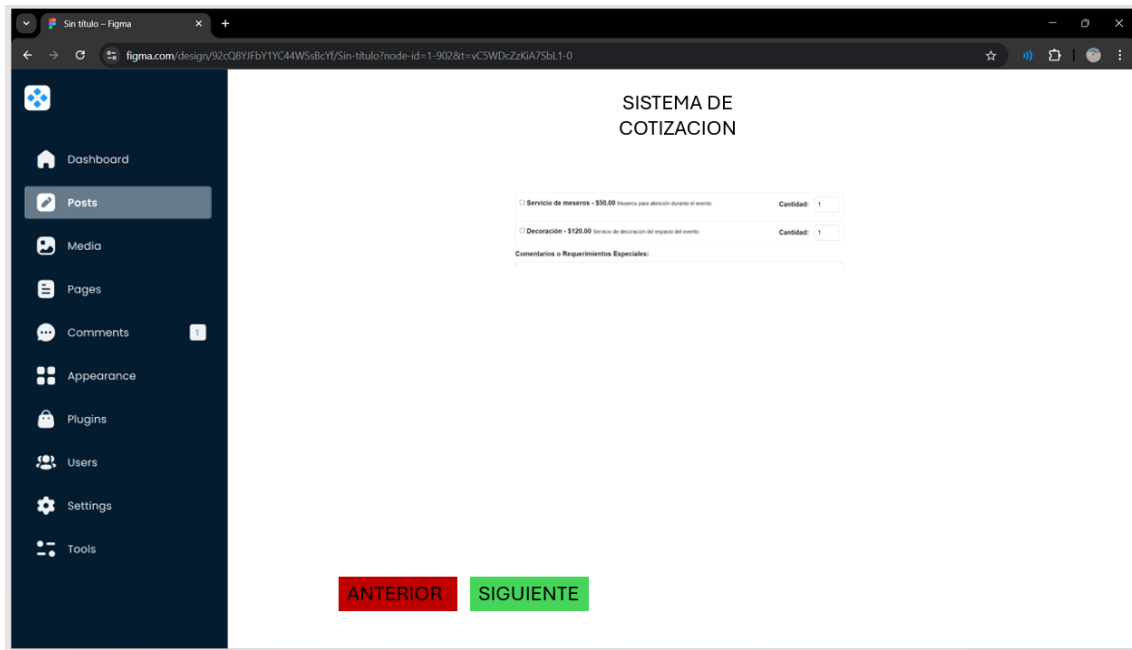 Sin título – Figma
figma.com/design/92cQ8YJFbY1YC44WSsBcYf/Sin-título?node-id=1-902&t=vC5WDcZzKiA7SbL1-0
SISTEMA DE
COTIZACION
Dashboard
Posts
Media
Pages
Comments 1
Appearance
Plugins
Users
Settings
Tools
Servicio de meseros - $50.00 Meseros para atención durante el evento. Cantidad: 1
Decoración - $120.00 Servicio de decoración del espacio del evento. Cantidad: 1
Comentarios o Requerimientos Especiales:
ANTERIOR SIGUIENTE